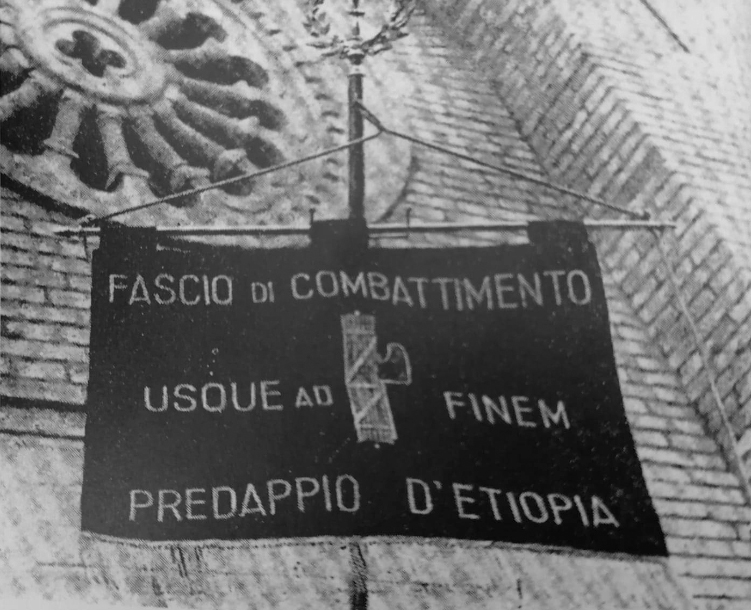 FASCIO DI COMBATTIMENTO
USQUE AD FINEM
PREDAPPIO D'ETIOPIA